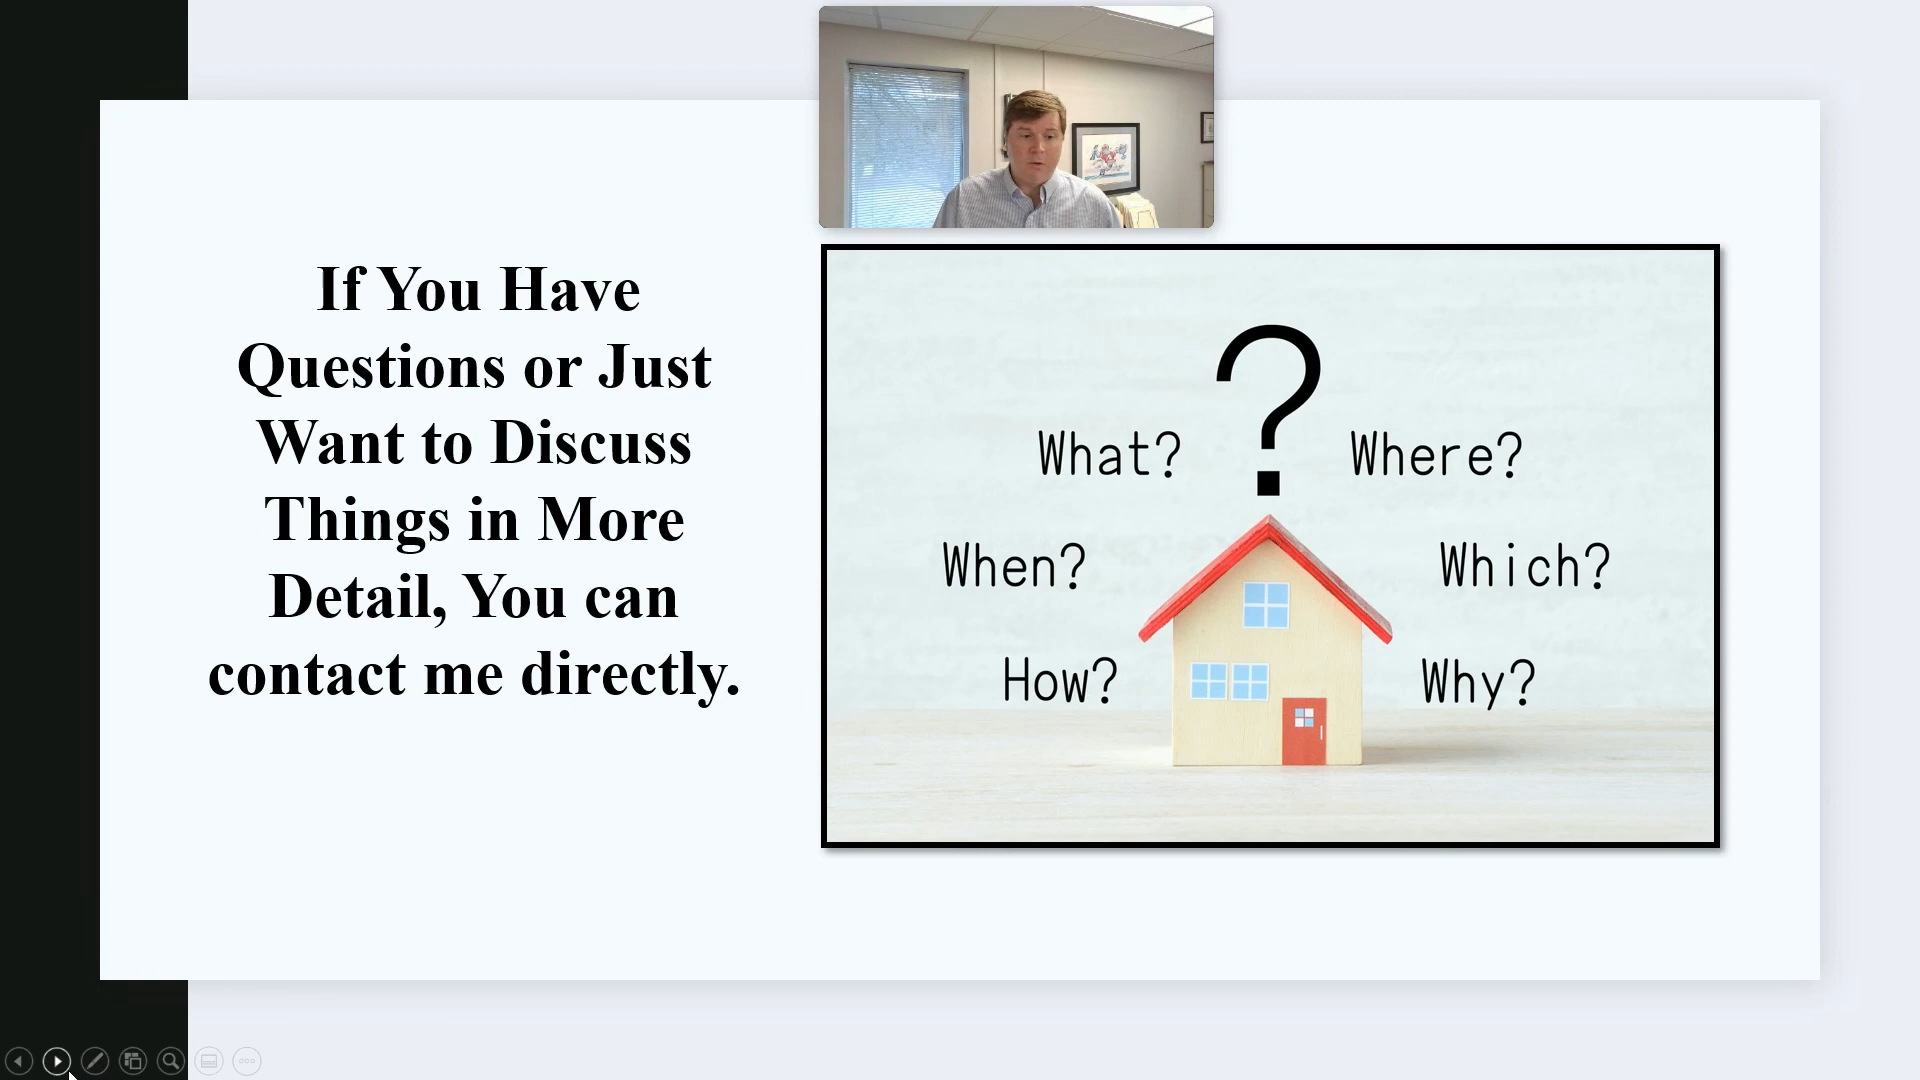 If You Have
Questions or Just
Want to Discuss
Things in More
Detail, You can
contact me directly.
?
What?
Where?
When?
Which?
How?
Why?